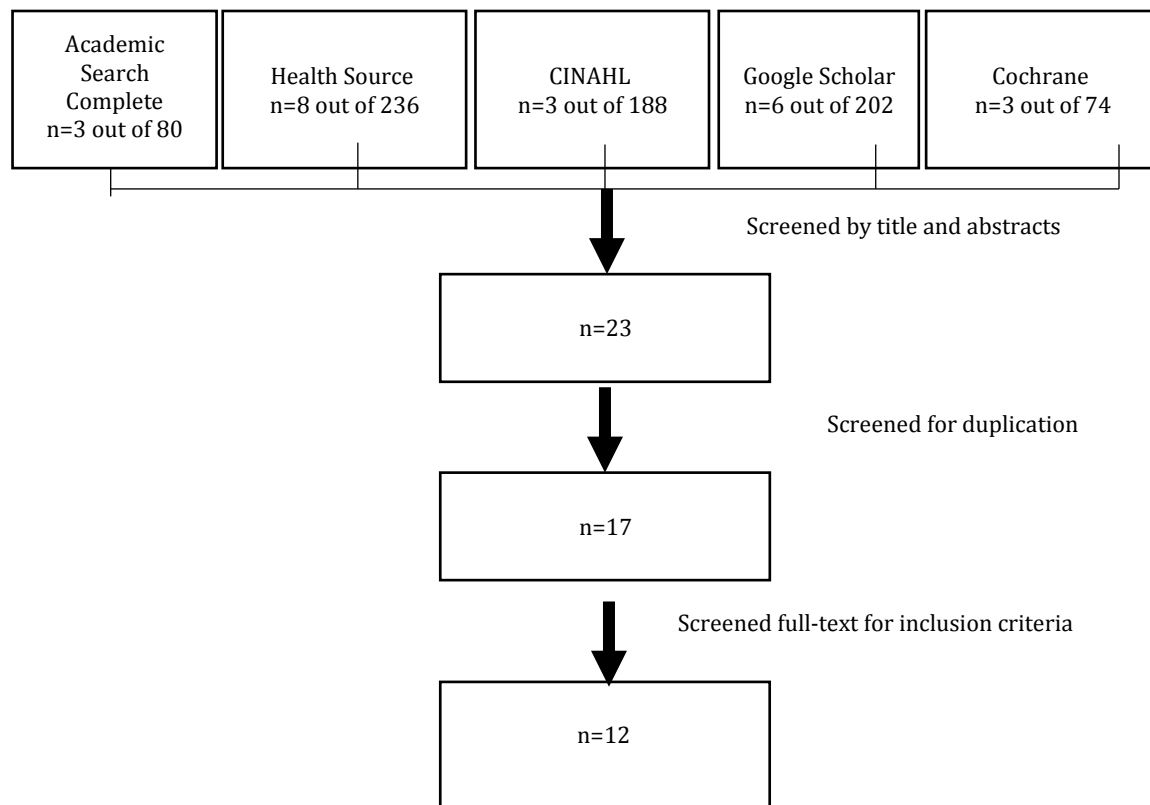 Academic
Search
Complete
n=3 out of 80
Health Source
n=8 out of 236
CINAHL
n=3 out of 188
Google Scholar
n=6 out of 202
Cochrane
n=3 out of 74
Screened by title and abstracts
n=23
Screened for duplication
n=17
Screened full-text for inclusion criteria
n=12